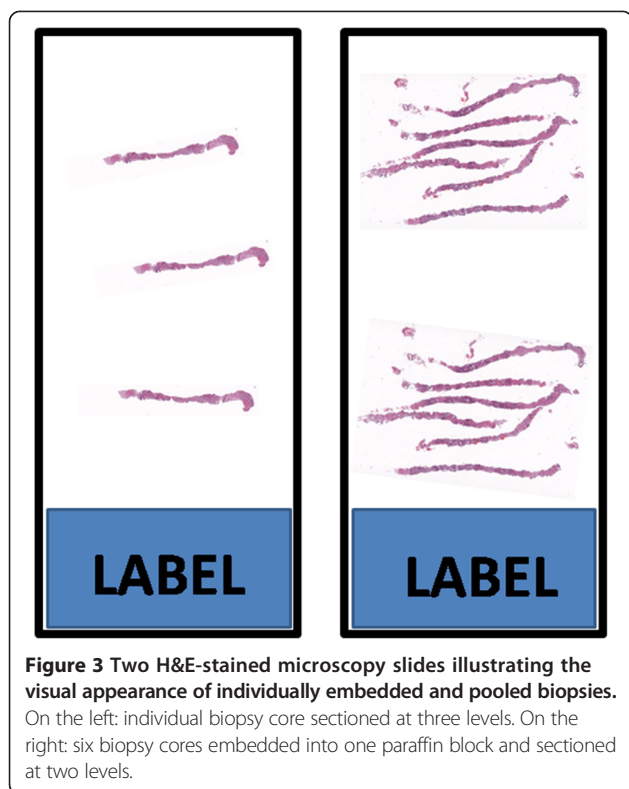 LABEL
LABEL
Figure 3 Two H&E-stained microscopy slides illustrating the
visual appearance of individually embedded and pooled biopsies.
On the left: individual biopsy core sectioned at three levels. On the
right: six biopsy cores embedded into one paraffin block and sectioned
at two levels.